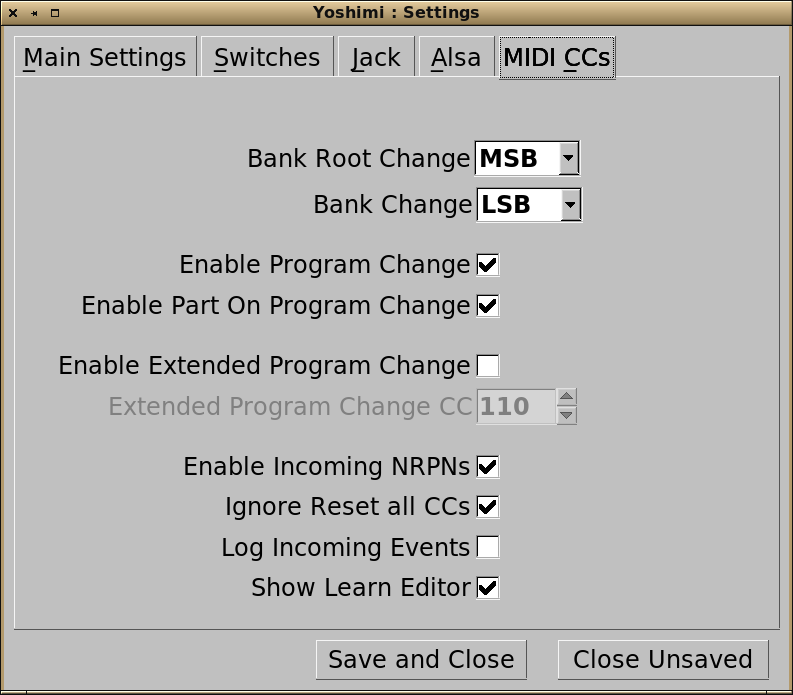 Yoshimi : Settings
Main Settings Switches Jack Alsa MIDI CCs
Bank Root Change MSB
Bank Change LSB
Enable Program Change
Enable Part On Program Change
Enable Extended Program Change
Extended Program Change CC 110
Enable Incoming NRPNs
Ignore Reset all CCs
Log Incoming Events
Show Learn Editor
Save and Close Close Unsaved